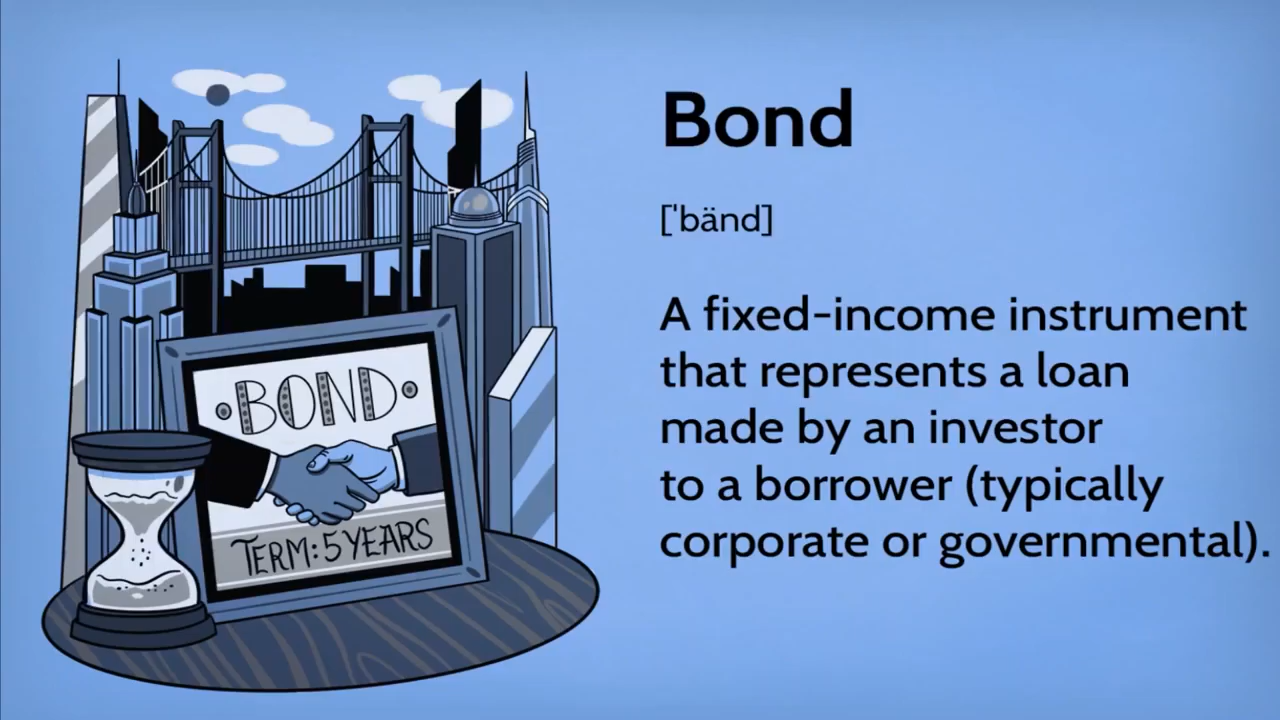 Bond
['bänd]
A fixed-income instrument
that represents a loan
made by an investor
to a borrower (typically
corporate or governmental).
BOND
TERM: 5 YEARS